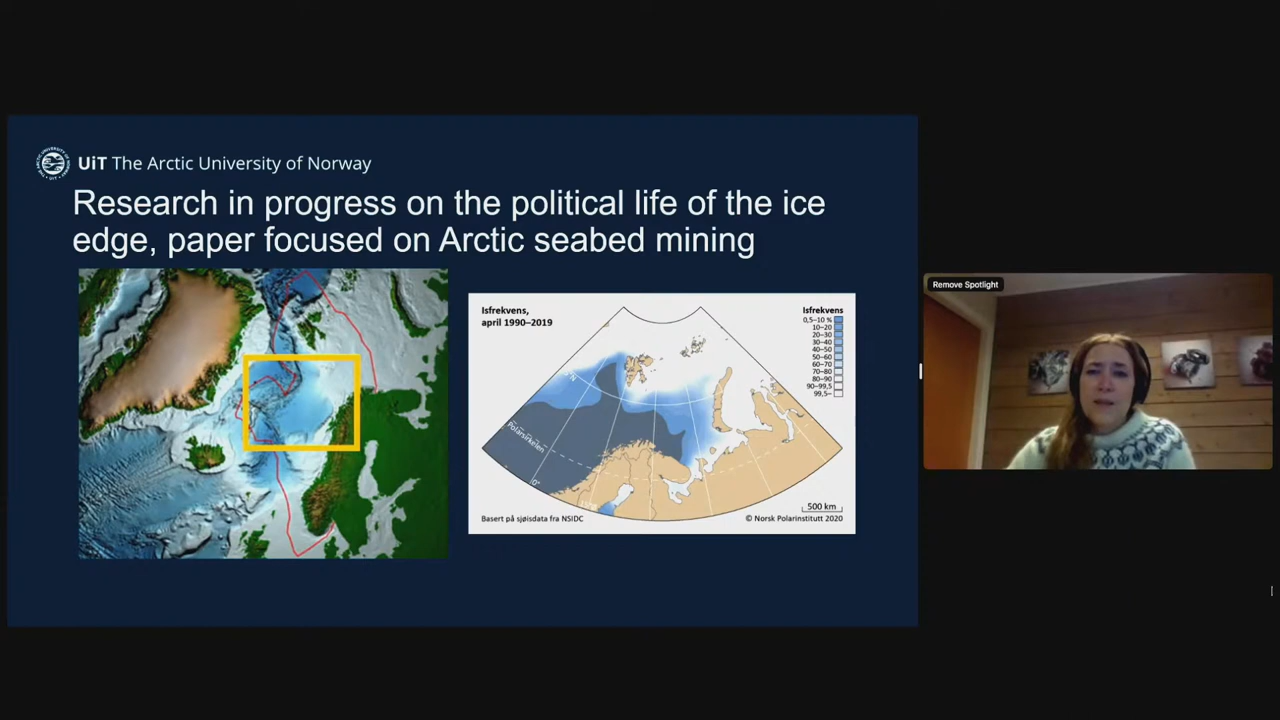 UiT The Arctic University of Norway
Research in progress on the political life of the ice
edge, paper focused on Arctic seabed mining
Isfrekvens,
april 1990–2019
Isfrekvens
0,5–10 %
10–20
20–30
30–40
40–50
50–60
60–70
70–80
80–90
90–99,5
99,5–
Polarsirkelen
0°
500 km
Basert på sjøisdata fra NSIDC
© Norsk Polarinstitutt 2020
Remove Spotlight